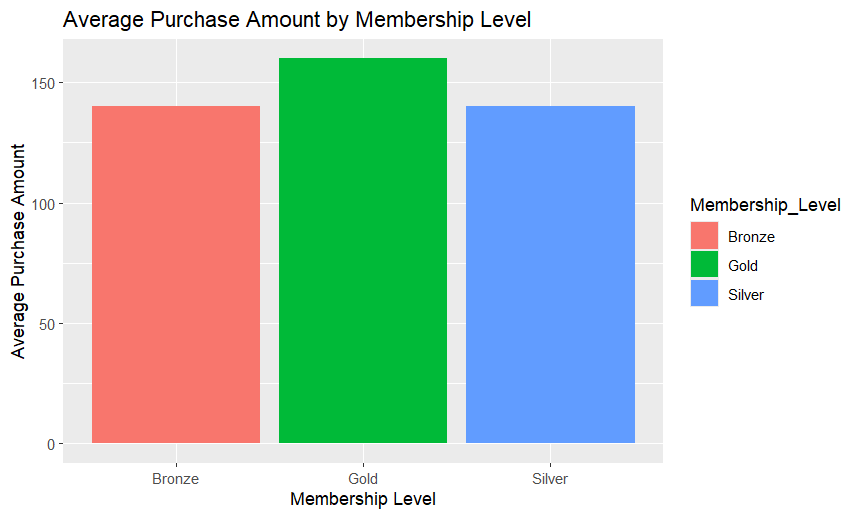 Average Purchase Amount by Membership Level
Average Purchase Amount
150
100
50
0
Bronze
Gold
Silver
Membership Level
Membership_Level
Bronze
Gold
Silver